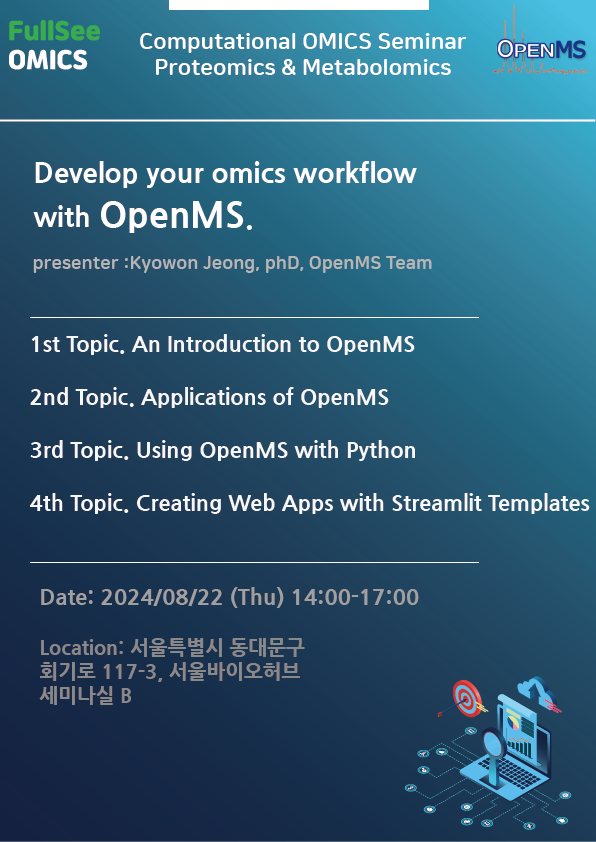 FullSee
OMICS
Computational OMICS Seminar
Proteomics & Metabolomics
OPENMS
Develop your omics workflow
with OpenMS.
presenter :Kyowon Jeong, phD, OpenMS Team
1st Topic. An Introduction to OpenMS
2nd Topic. Applications of OpenMS
3rd Topic. Using OpenMS with Python
4th Topic. Creating Web Apps with Streamlit Templates
Date: 2024/08/22 (Thu) 14:00-17:00
Location: 서울특별시 동대문구
회기로 117-3, 서울바이오허브
세미나실 B